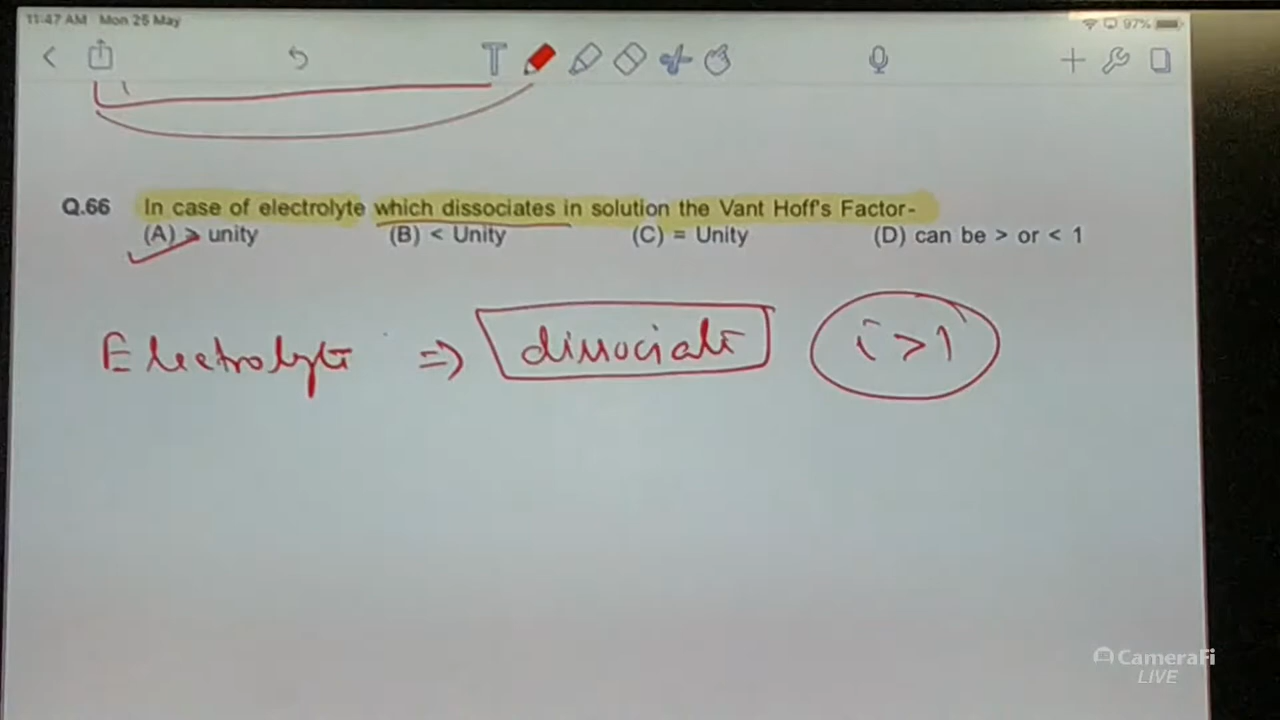 11:47 AM Mon 25 May
97%
T
Q.66 In case of electrolyte which dissociates in solution the Vant Hoff's Factor-
(A) > unity (B) < Unity (C) = Unity (D) can be > or < 1
Electrolyte ⇒ dissociate i > 1
CameraFi
LIVE